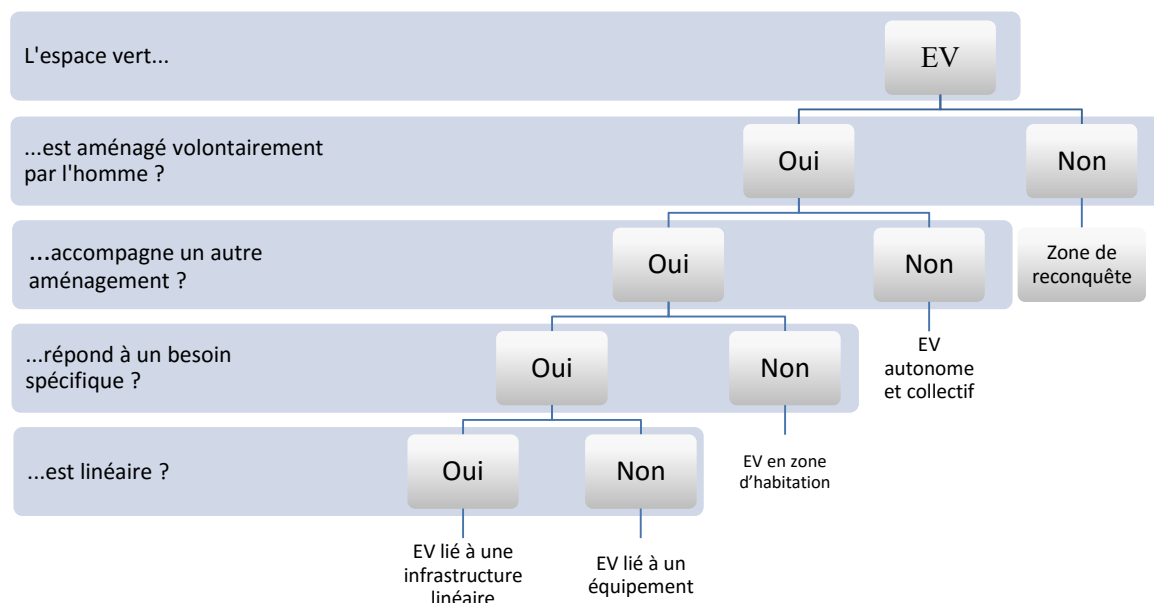 L'espace vert...
EV
...est aménagé volontairement
par l'homme ?
Oui
Non
...accompagne un autre
aménagement ?
Oui
Non
Zone de
reconquête
...répond à un besoin
spécifique ?
Oui
Non
EV
autonome
et collectif
...est linéaire ?
Oui
Non
EV en zone
d’habitation
EV lié à une
infrastructure
linéaire
EV lié à un
équipement